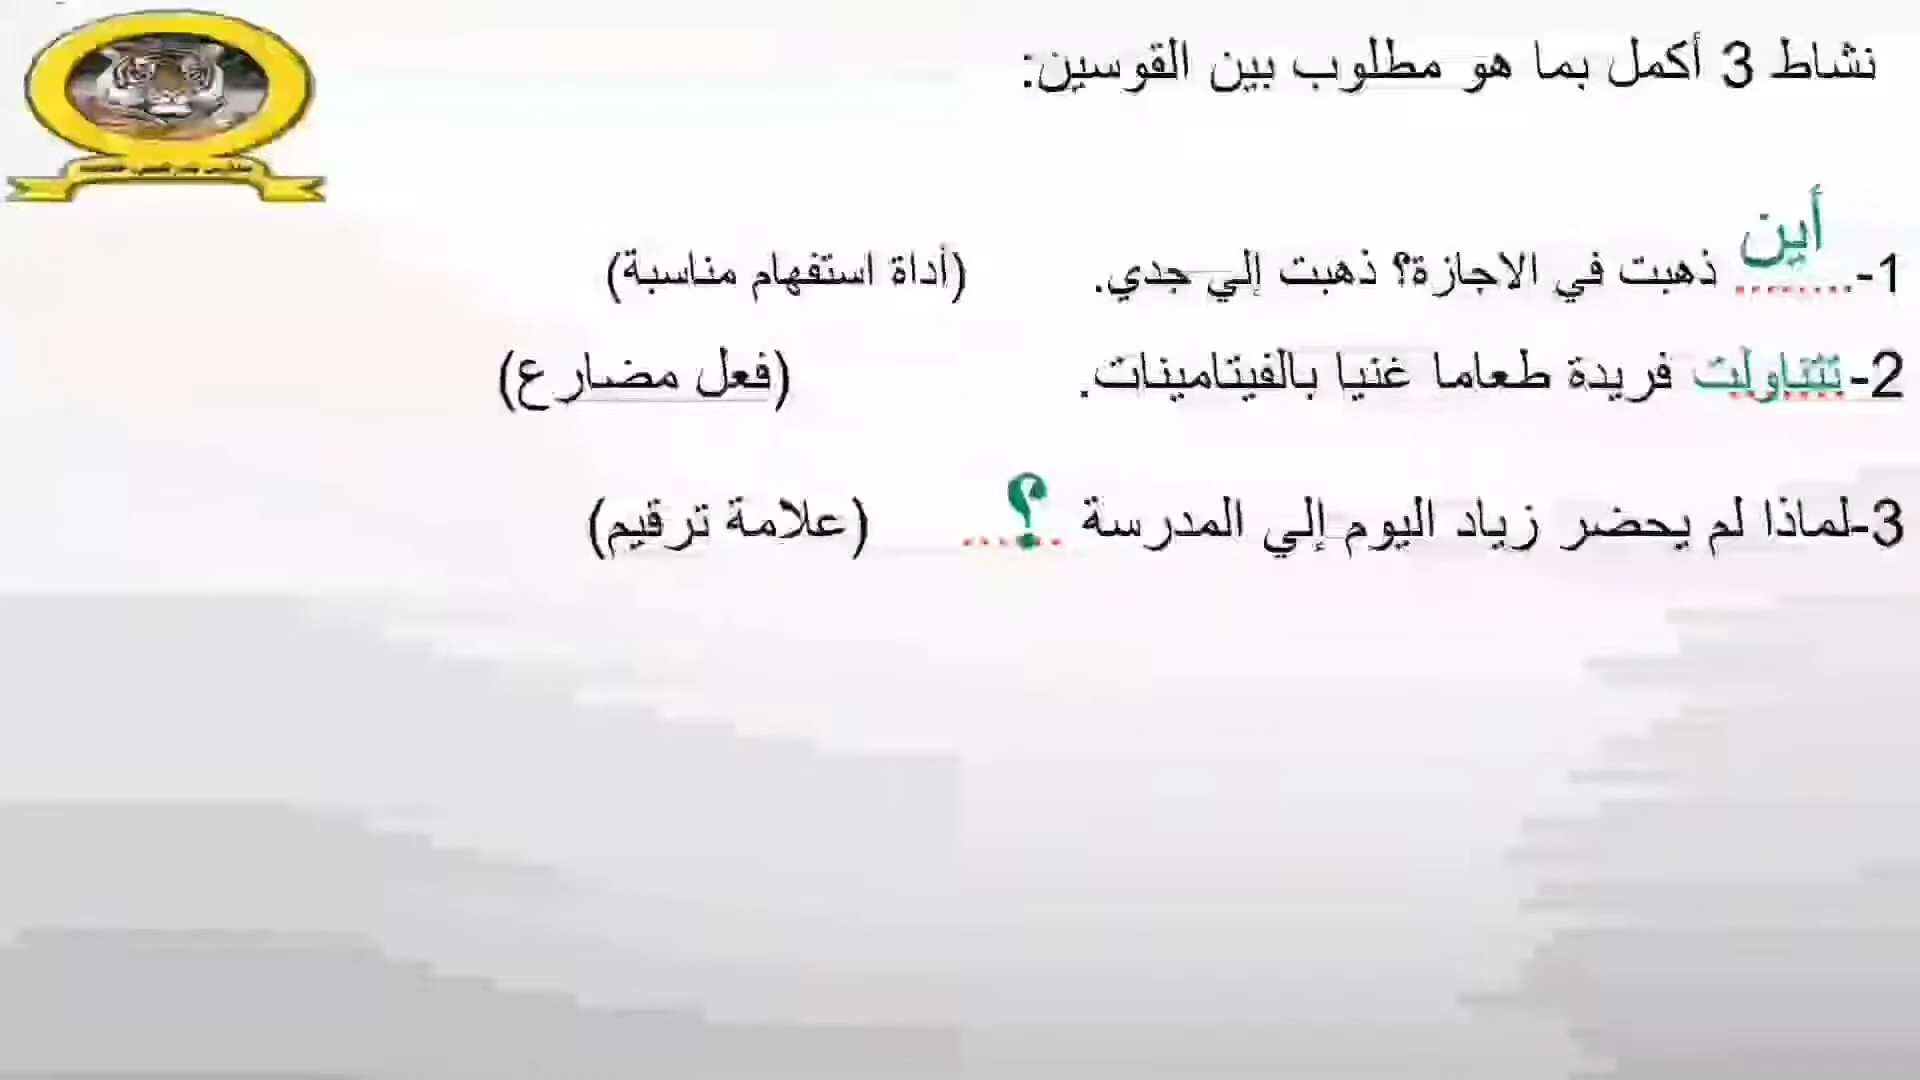 نشاط 3 أكمل بما هو مطلوب بين القوسين:
1-........ أين ذهبت في الاجازة؟ ذهبت إلي جدي. (أداة استفهام مناسبة)
2-تتناولت فريدة طعاما غنيا بالفيتامينات. (فعل مضارع)
3-لماذا لم يحضر زياد اليوم إلي المدرسة ..؟.. (علامة ترقيم)